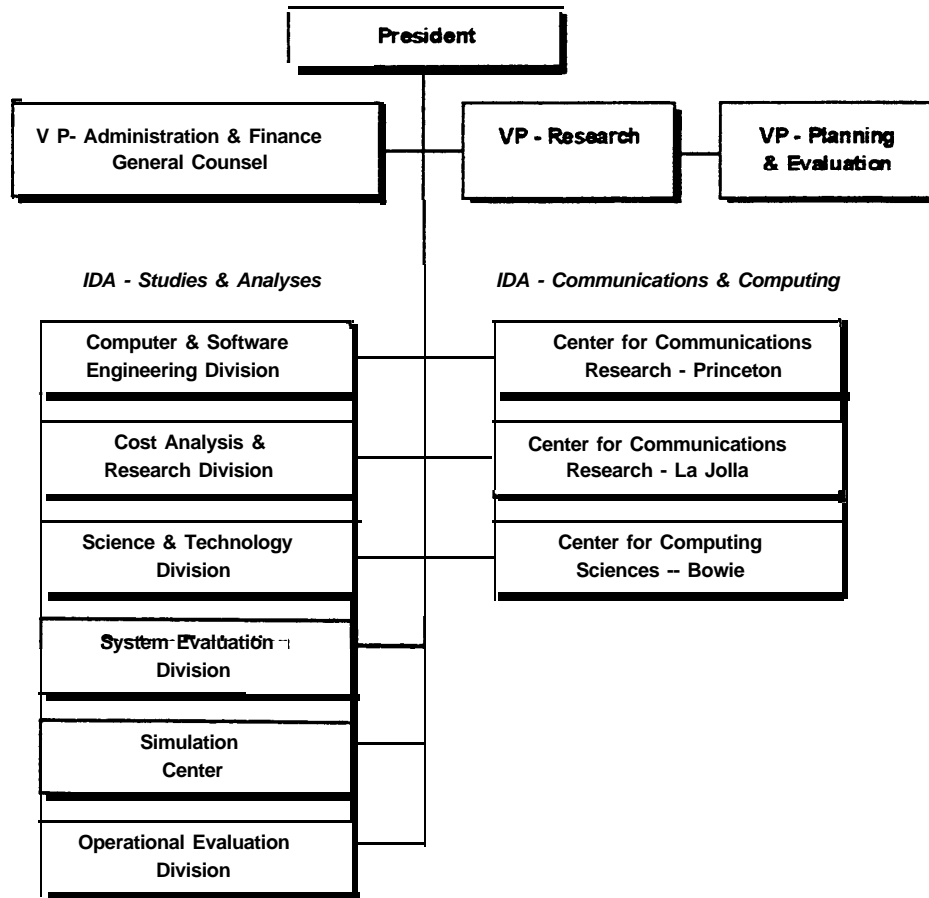 President
V P- Administration & Finance
General Counsel
VP - Research
VP - Planning
& Evaluation
IDA - Studies & Analyses
IDA - Communications & Computing
Computer & Software
Engineering Division
Center for Communications
Research - Princeton
Cost Analysis &
Research Division
Center for Communications
Research - La Jolla
Science & Technology
Division
Center for Computing
Sciences -- Bowie
System Evaluation
Division
Simulation
Center
Operational Evaluation
Division